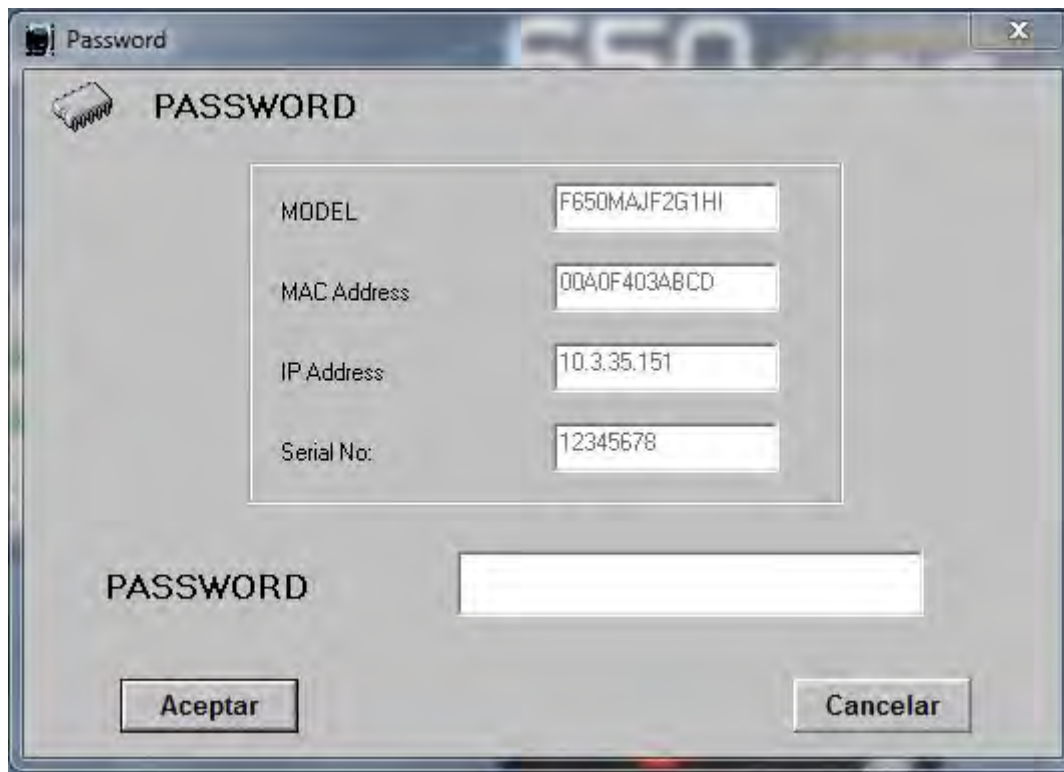 Password
650
X
PASSWORD
MODEL F650MAJF2G1HI
MAC Address 00A0F403ABCD
IP Address 10.3.35.151
Serial No: 12345678
PASSWORD
Aceptar Cancelar